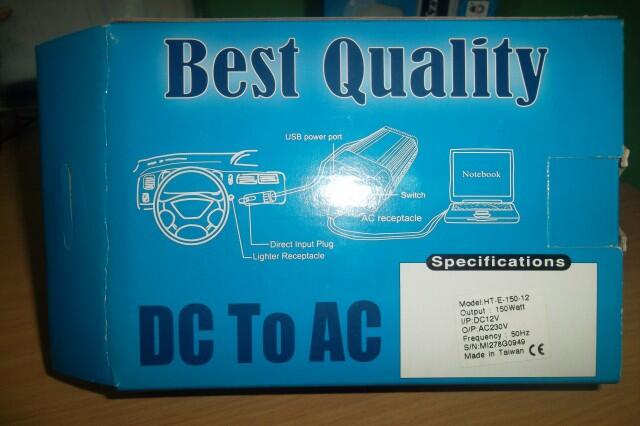 Best Quality
USB power port
Notebook
Switch
AC receptacle
Direct Input Plug
Lighter Receptacle
Specifications
DC To AC
Model:HT-E-150-12
Output : 150Watt
I/P:DC12V
O/P:AC230V
Frequency : 50Hz
S/N:MI278G0949
Made in Taiwan CE